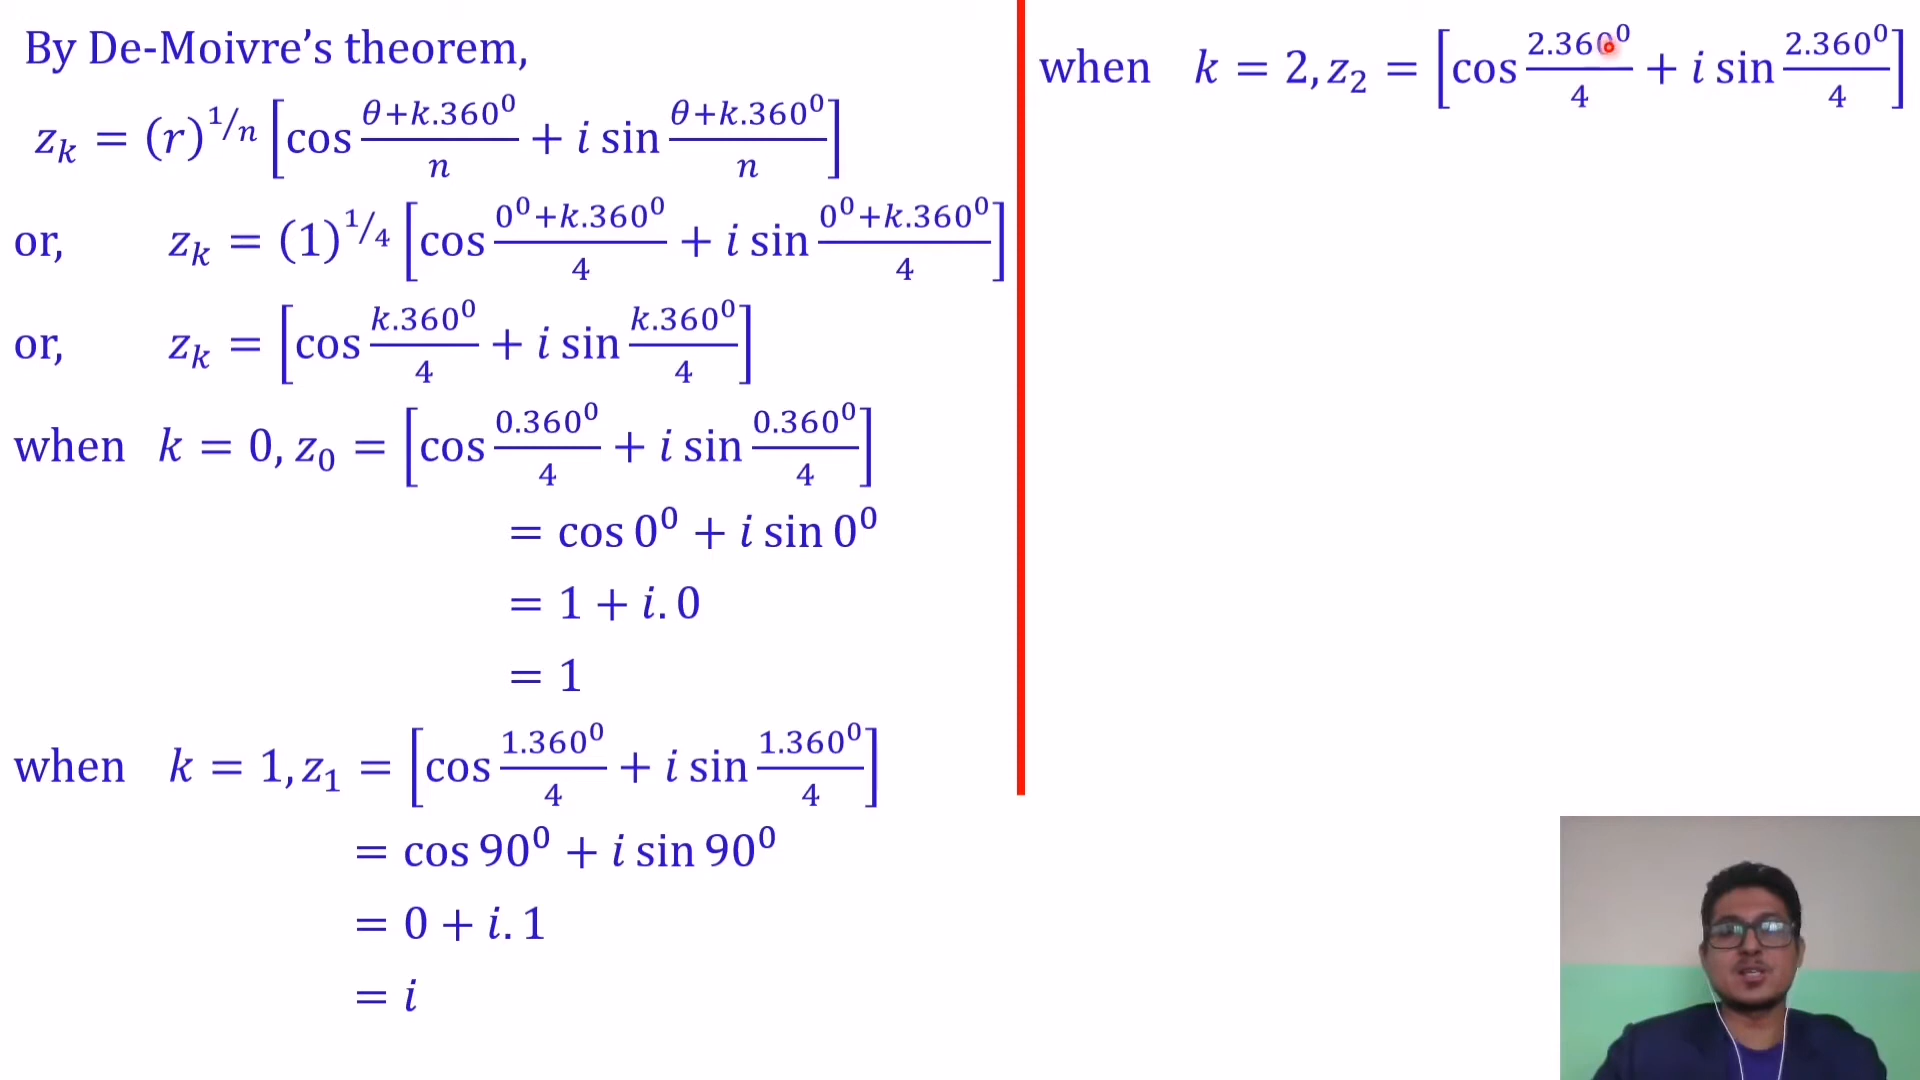 By De-Moivre’s theorem,
z_k = (r)^{1/n} [cos (θ+k.360⁰)/n + i sin (θ+k.360⁰)/n]
or, z_k = (1)^{1/4} [cos (0⁰+k.360⁰)/4 + i sin (0⁰+k.360⁰)/4]
or, z_k = [cos k.360⁰/4 + i sin k.360⁰/4]
when k = 0, z₀ = [cos 0.360⁰/4 + i sin 0.360⁰/4]
= cos 0⁰ + i sin 0⁰
= 1 + i. 0
= 1
when k = 1, z₁ = [cos 1.360⁰/4 + i sin 1.360⁰/4]
= cos 90⁰ + i sin 90⁰
= 0 + i. 1
= i
when k = 2, z₂ = [cos 2.360⁰/4 + i sin 2.360⁰/4]